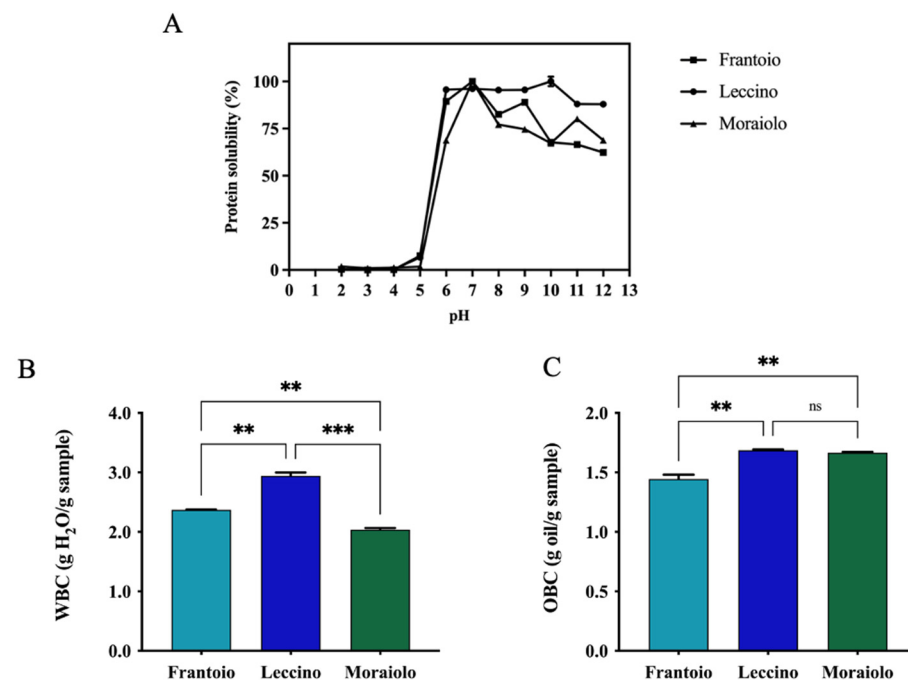 A
Protein solubility (%)
100
75
50
25
0
0 1 2 3 4 5 6 7 8 9 10 11 12 13
pH
Frantoio
Leccino
Moraiolo
B
WBC (g H₂O/g sample)
4.0
3.0
2.0
1.0
0.0
**
** ***
Frantoio Leccino Moraiolo
C
OBC (g oil/g sample)
2.0
1.5
1.0
0.5
0.0
**
** ns
Frantoio Leccino Moraiolo